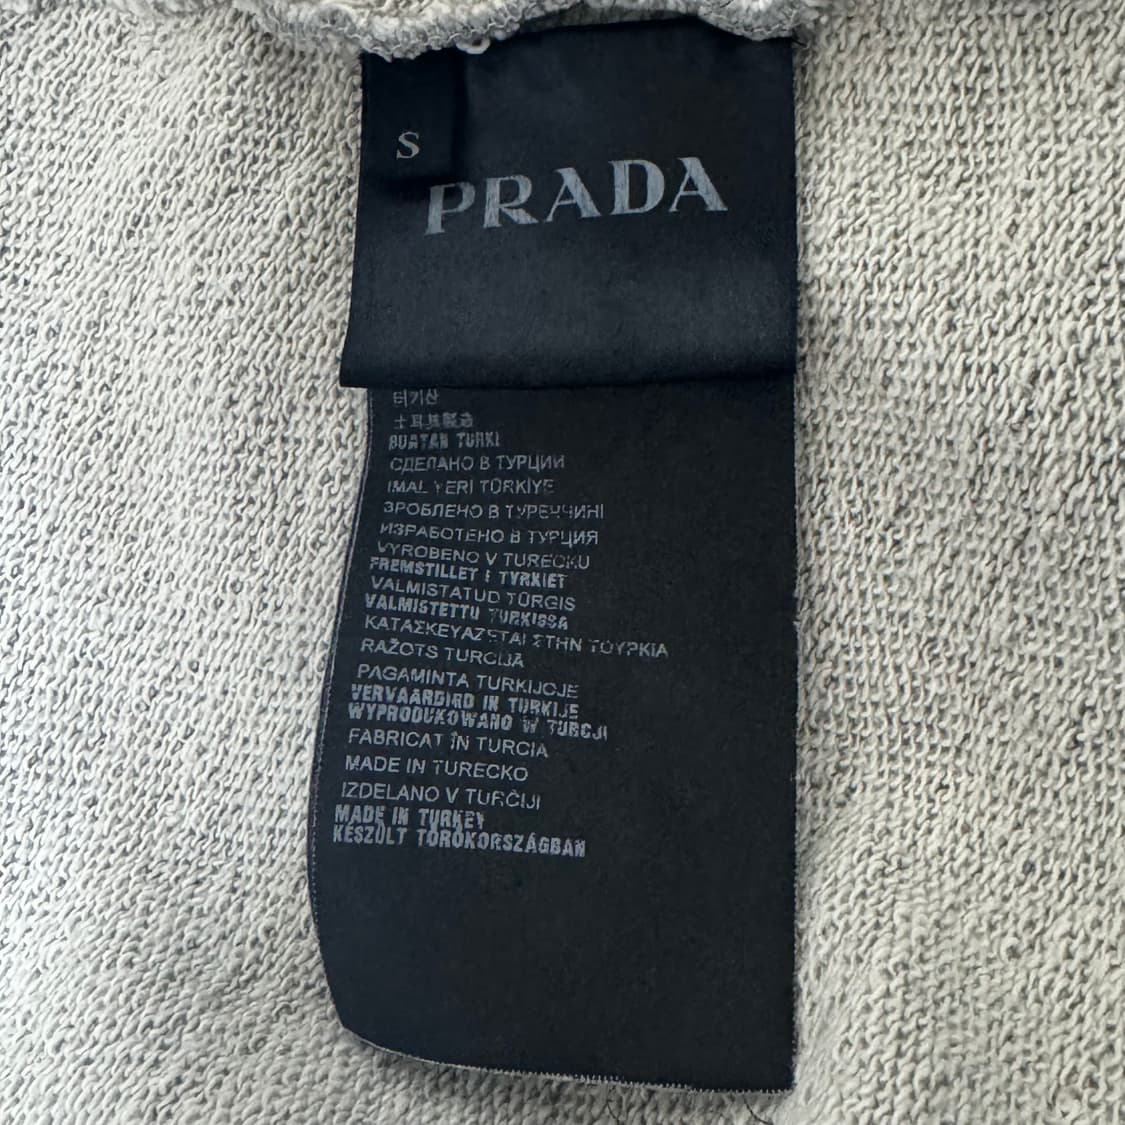 S
PRADA
터키산
土耳其製造
BUATAN TURKI
СДЕЛАНО В ТУРЦИИ
IMAL YERI TÜRKİYE
ЗРОБЛЕНО В ТУРЕЧЧИНІ
ИЗРАБОТЕНО В ТУРЦИЯ
VYROBENO V TURECKU
FREMSTILLET I TYRKIET
VALMISTATUD TÜRGIS
VALMISTETTU TURKISSA
ΚΑΤΑΣΚΕΥΑΖΕΤΑΙ ΣΤΗΝ ΤΟΥΡΚΙΑ
RAŽOTS TURCIJA
PAGAMINTA TURKIJOJE
VERVAARDIRD IN TURKIJE
WYPRODUKOWANO W TURCJI
FABRICAT ÎN TURCIA
MADE IN TURECKO
IZDELANO V TURČIJI
MADE IN TURKEY
KÉSZÜLT TÖRÖKORSZÁGBAN